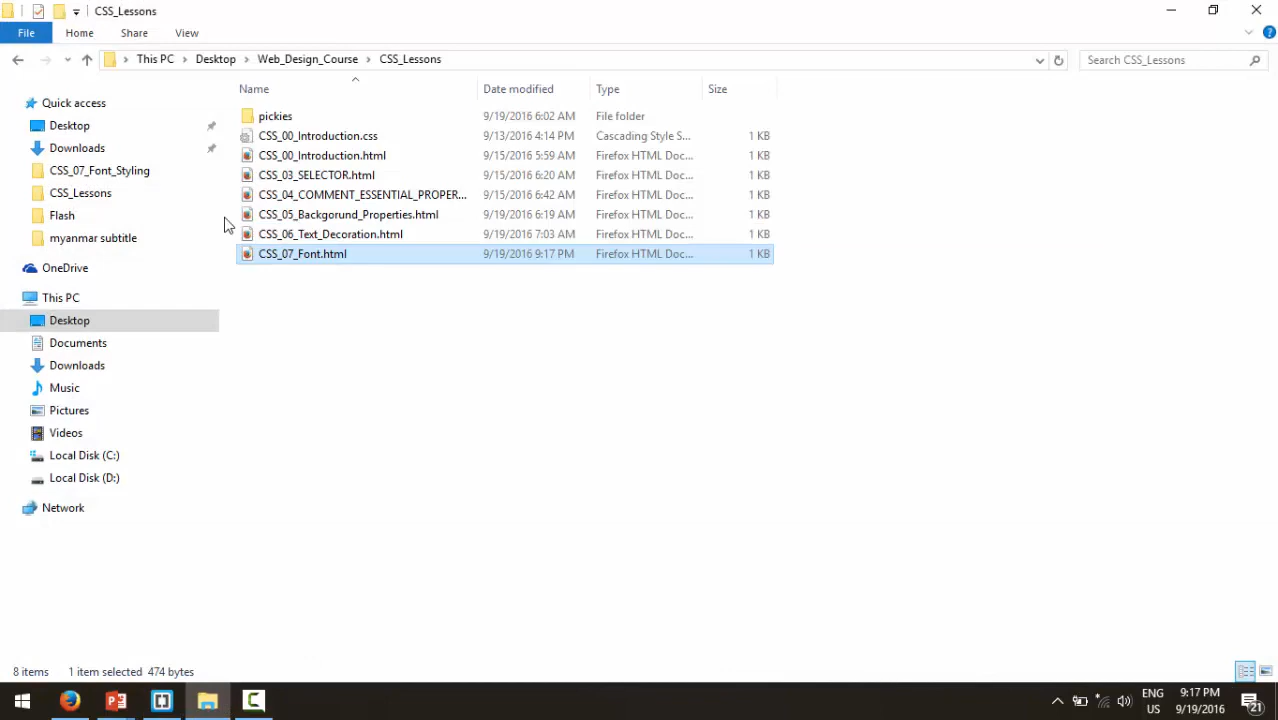 CSS_Lessons
File Home Share View
This PC Desktop Web_Design_Course CSS_Lessons Search CSS_Lessons
Name Date modified Type Size
Quick access
Desktop
Downloads
CSS_07_Font_Styling
CSS_Lessons
Flash
myanmar subtitle
OneDrive
This PC
Desktop
Documents
Downloads
Music
Pictures
Videos
Local Disk (C:)
Local Disk (D:)
Network
pickies 9/19/2016 6:02 AM File folder
CSS_00_Introduction.css 9/13/2016 4:14 PM Cascading Style S... 1 KB
CSS_00_Introduction.html 9/15/2016 5:59 AM Firefox HTML Doc... 1 KB
CSS_03_SELECTOR.html 9/15/2016 6:20 AM Firefox HTML Doc... 1 KB
CSS_04_COMMENT_ESSENTIAL_PROPER... 9/15/2016 6:42 AM Firefox HTML Doc... 1 KB
CSS_05_Backgorund_Properties.html 9/19/2016 6:19 AM Firefox HTML Doc... 1 KB
CSS_06_Text_Decoration.html 9/19/2016 7:03 AM Firefox HTML Doc... 1 KB
CSS_07_Font.html 9/19/2016 9:17 PM Firefox HTML Doc... 1 KB
8 items 1 item selected 474 bytes
ENG 9:17 PM
US 9/19/2016 21